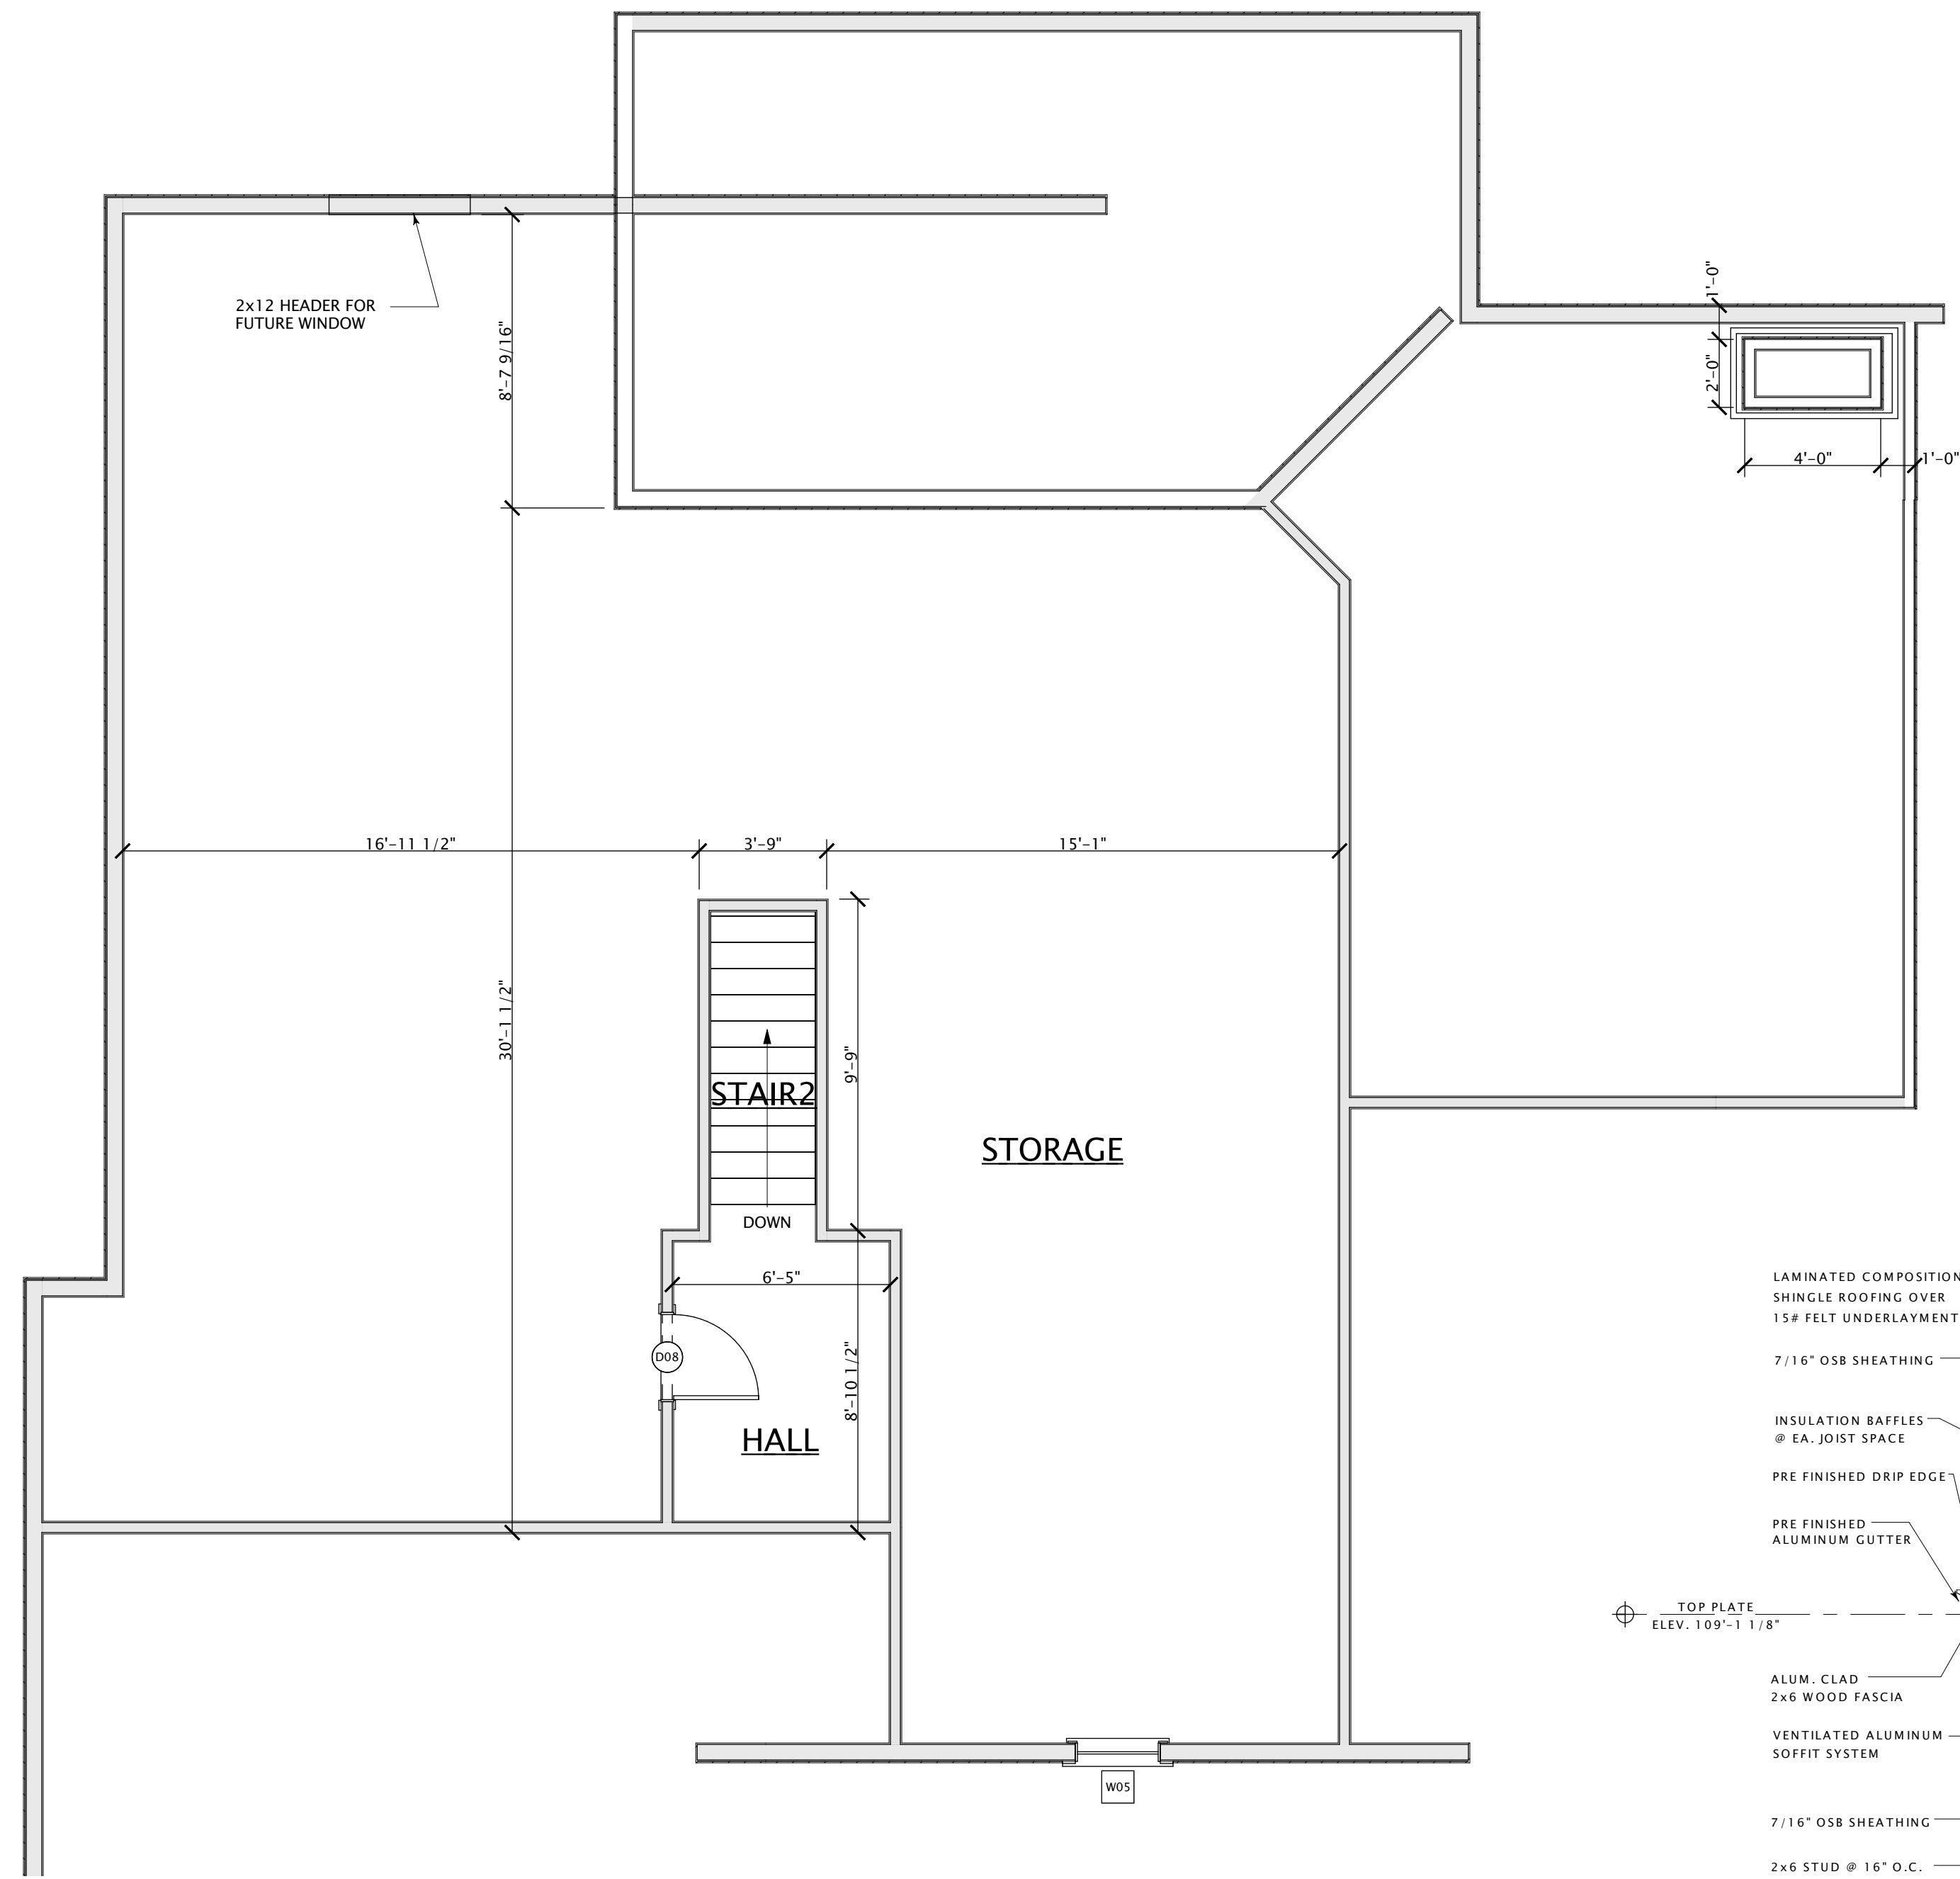 1'-0"
2x12 HEADER FOR
FUTURE WINDOW
8'-7 9/16"
2'-0"
4'-0"
1'-0"
16'-11 1/2"
3'-9"
15'-1"
30'-1 1/2"
9'-9"
STAIR2
STORAGE
DOWN
6'-5"
D08
8'-10 1/2"
HALL
W05
LAMINATED COMPOSITION
SHINGLE ROOFING OVER
15# FELT UNDERLAYMENT
7/16" OSB SHEATHING
INSULATION BAFFLES
@ EA. JOIST SPACE
PRE FINISHED DRIP EDGE
PRE FINISHED
ALUMINUM GUTTER
TOP PLATE
ELEV. 109'-1 1/8"
ALUM. CLAD
2x6 WOOD FASCIA
VENTILATED ALUMINUM
SOFFIT SYSTEM
7/16" OSB SHEATHING
2x6 STUD @ 16" O.C.